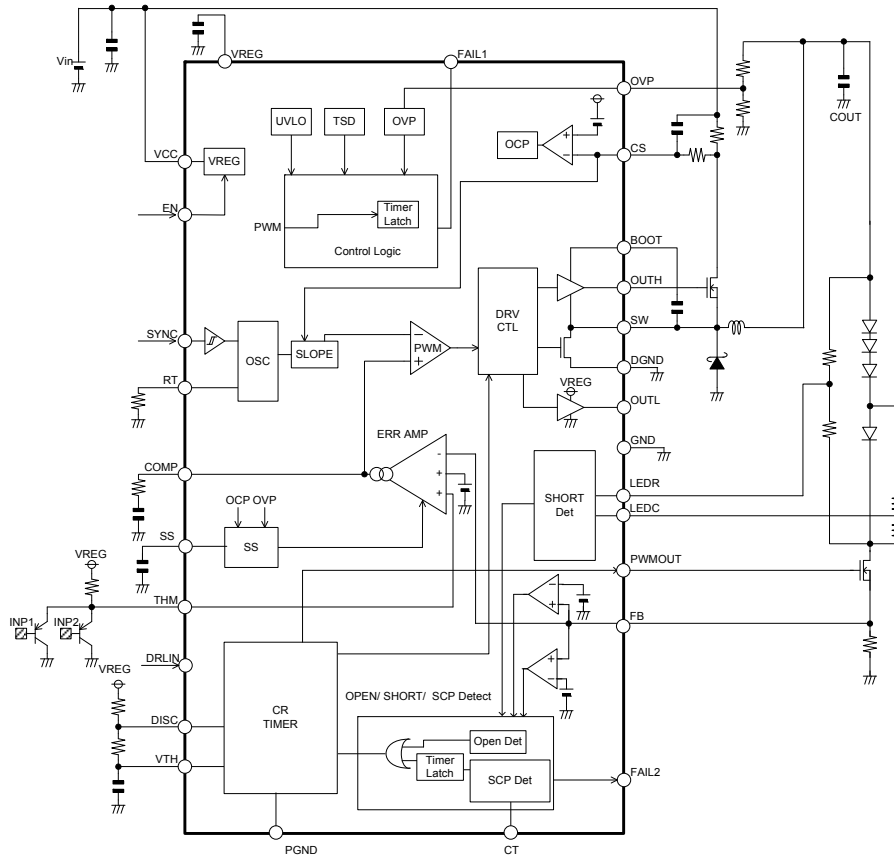 VREG
FAIL1
Vin
OVP
COUT
UVLO
TSD
OVP
OCP
+
−
CS
VCC
VREG
EN
PWM
Timer
Latch
Control Logic
BOOT
OUTH
DRV
CTL
SW
SYNC
OSC
SLOPE
−
PWM
+
DGND
RT
VREG
OUTL
ERR AMP
GND
COMP
-
+
+
SHORT
Det
LEDR
LEDC
OCP OVP
SS
SS
VREG
PWMOUT
THM
−
+
INP1
INP2
FB
DRLIN
+
−
VREG
OPEN/ SHORT/ SCP Detect
CR
TIMER
DISC
Open Det
Timer
Latch
VTH
SCP Det
FAIL2
PGND
CT